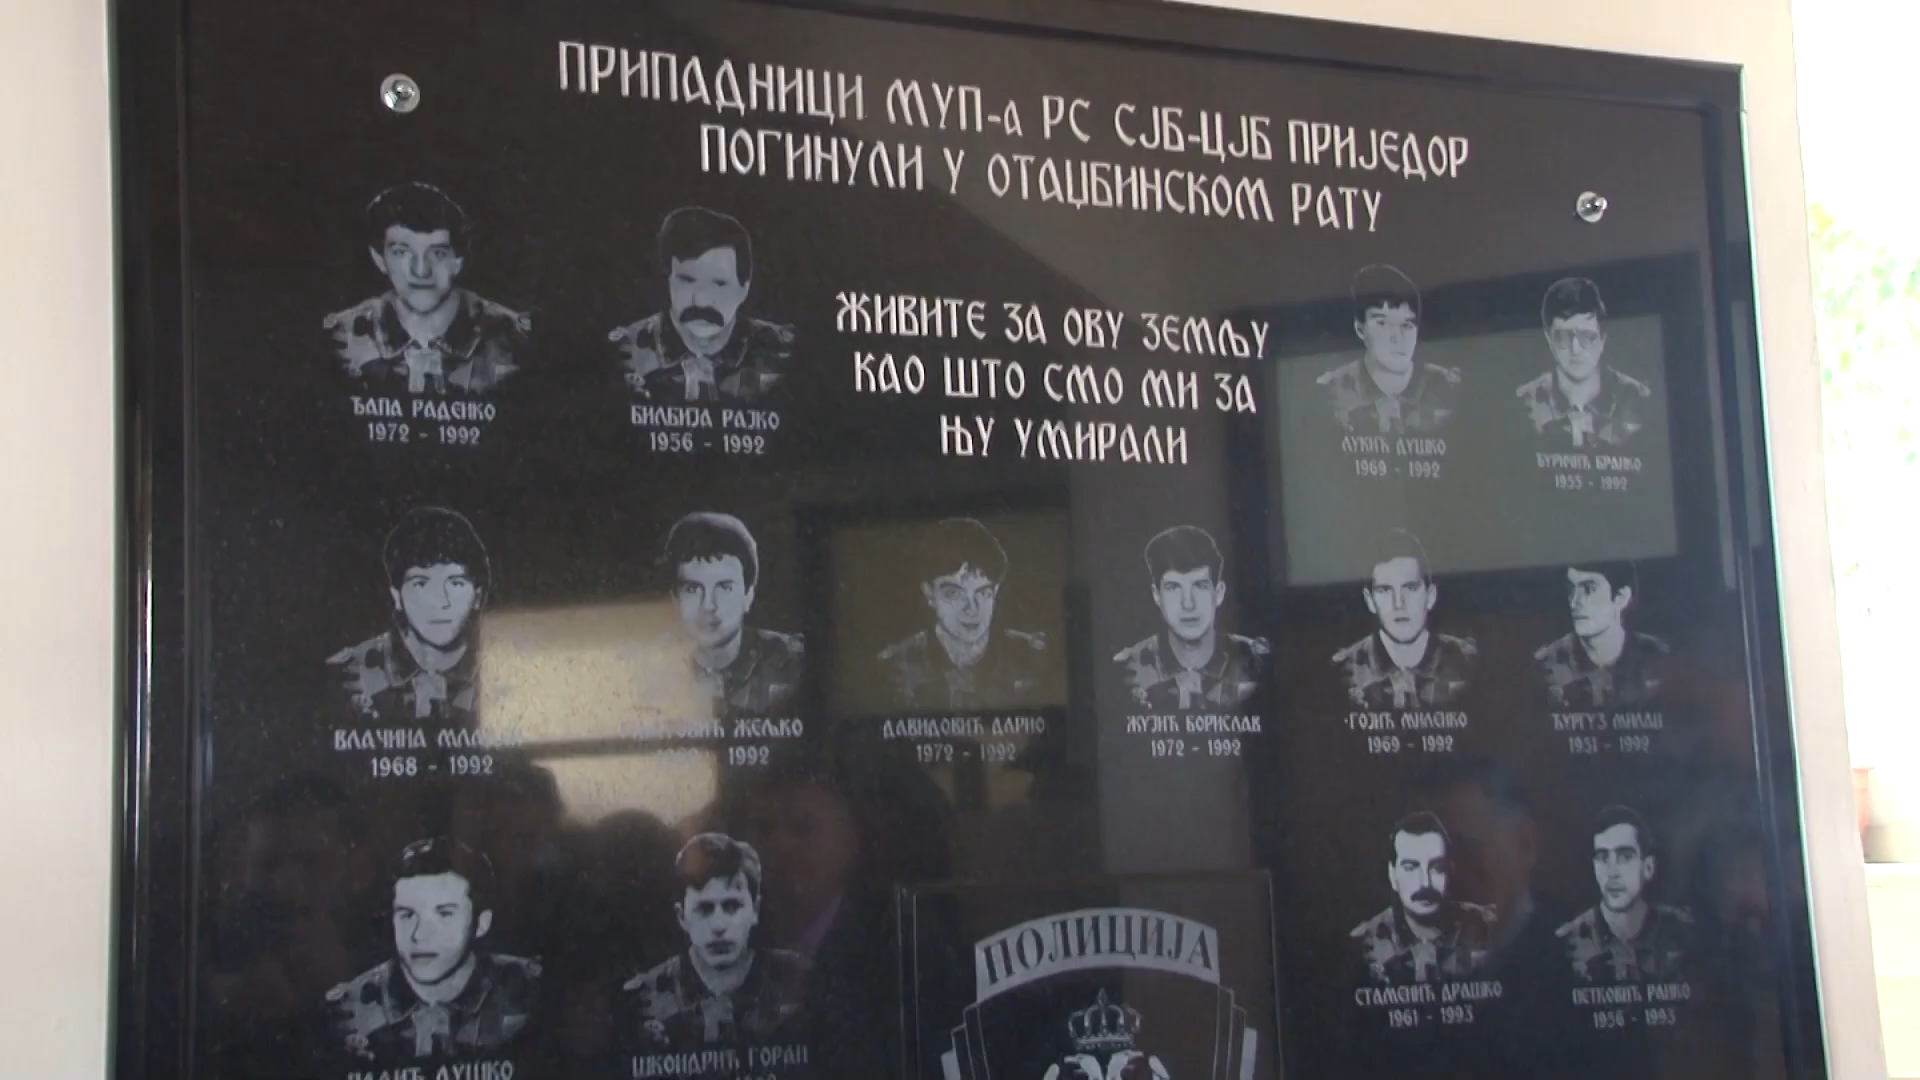 ПРИПАДНИЦИ МУП-а РС СЈБ-ЦЈБ ПРИЈЕДОР
ПОГИНУЛИ У ОТАЏБИНСКОМ РАТУ
ЖИВИТЕ ЗА ОВУ ЗЕМЉУ
КАО ШТО СМО МИ ЗА
ЊУ УМИРАЛИ
ЂАПА РАДЕНКО
1972 - 1992
БИЛБИЈА РАЈКО
1956 - 1992
ЛУКИЋ ДУШКО
1969 - 1992
ЂУРИЧИЋ БРАНКО
1955 - 1992
ВЛАЧИНА
1968 - 1992
ЖЕЉКО
1992
ДАВИДОВИЋ ДАРИО
1972 - 1992
ЖУЈИЋ БОРИСЛАВ
1972 - 1992
ГОЈИЋ МИЛЕНКО
1969 - 1992
ЋУРГУЗ МИЛАН
1951 - 1992
ДУШКО
ШКОНДРИЋ ГОРАН
ПОЛИЦИЈА
СТАМЕНИЋ ДРАШКО
1961 - 1993
ПЕТКОВИЋ РАНКО
1956 - 1993